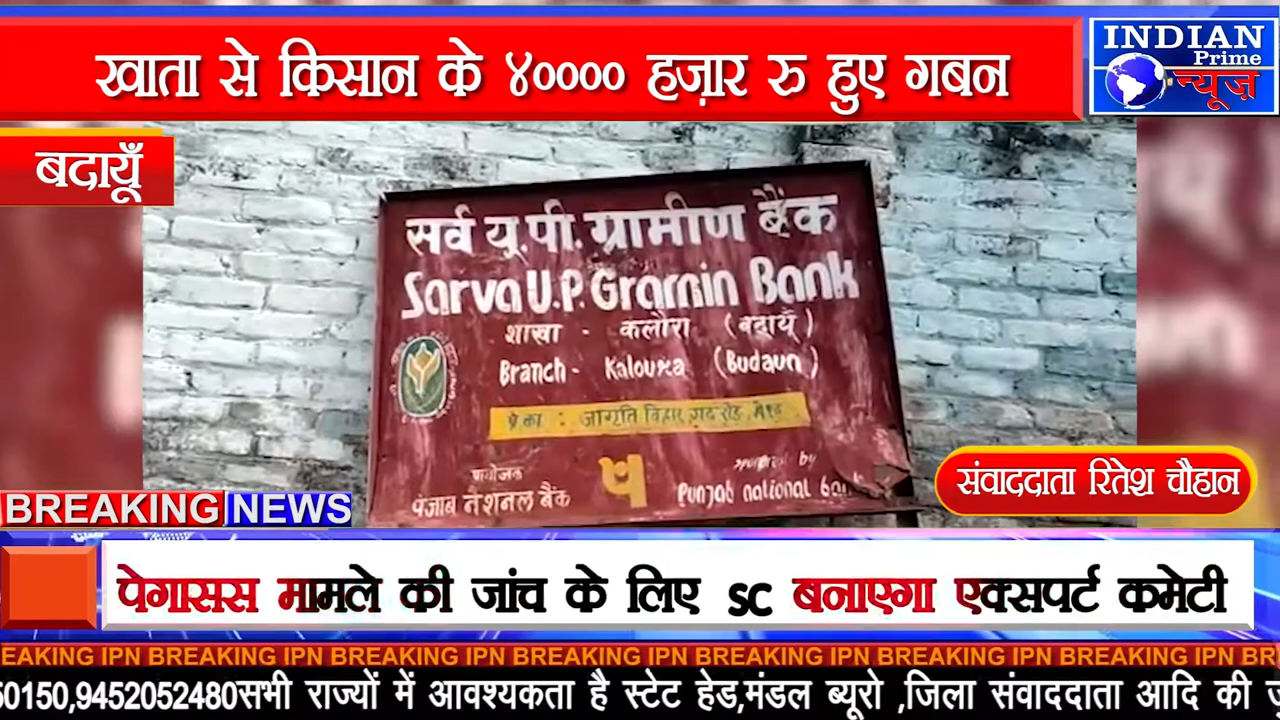 खाता से किसान के ४०००० हज़ार रु हुए गबन
INDIAN
Prime
न्यूज़
बदायूँ
सर्व यू.पी. ग्रामीण बैंक
Sarva U.P. Gramin Bank
शाखा - कलौरा (बदायूँ)
Branch - Kaloura (Budaun)
प्रे.का : जागृति विहार, गढ़ रोड, मेरठ
प्रायोजक
पंजाब नेशनल बैंक
by
Punjab national
संवाददाता रितेश चौहान
BREAKING NEWS
पेगासस मामले की जांच के लिए SC बनाएगा एक्सपर्ट कमेटी
EAKING IPN BREAKING IPN BREAKING IPN BREAKING IPN BREAKING IPN BREAKING IPN BREAKING IPN BR
50150,9452052480सभी राज्यों में आवश्यकता है स्टेट हेड,मंडल ब्यूरो ,जिला संवाददाता आदि की